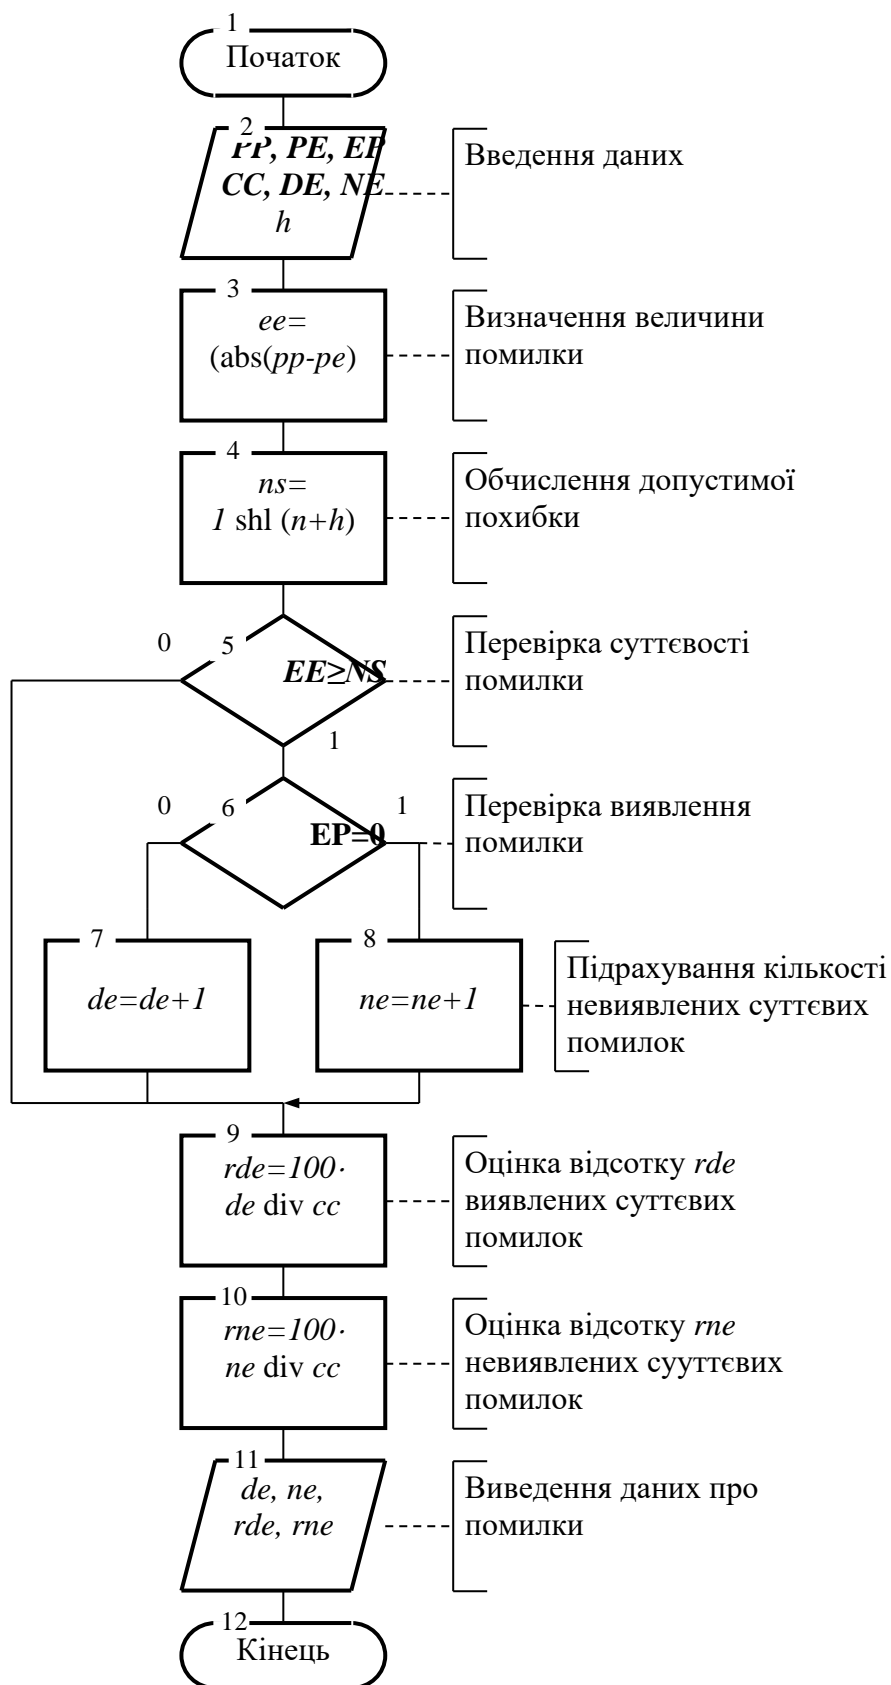 1
Початок
2
PP, PE, EP
CC, DE, NE
h
Введення даних
3
ee=
(abs(pp-pe)
Визначення величини
помилки
4
ns=
1 shl (n+h)
Обчислення допустимої
похибки
0
5
EE≥NS
1
Перевірка суттєвості
помилки
0
6
1
EP=0
Перевірка виявлення
помилки
7
de=de+1
8
ne=ne+1
Підрахування кількості
невиявлених суттєвих
помилок
9
rde=100·
de div cc
Оцінка відсотку rde
виявлених суттєвих
помилок
10
rne=100·
ne div cc
Оцінка відсотку rne
невиявлених сууттєвих
помилок
11
de, ne,
rde, rne
Виведення даних про
помилки
12
Кінець